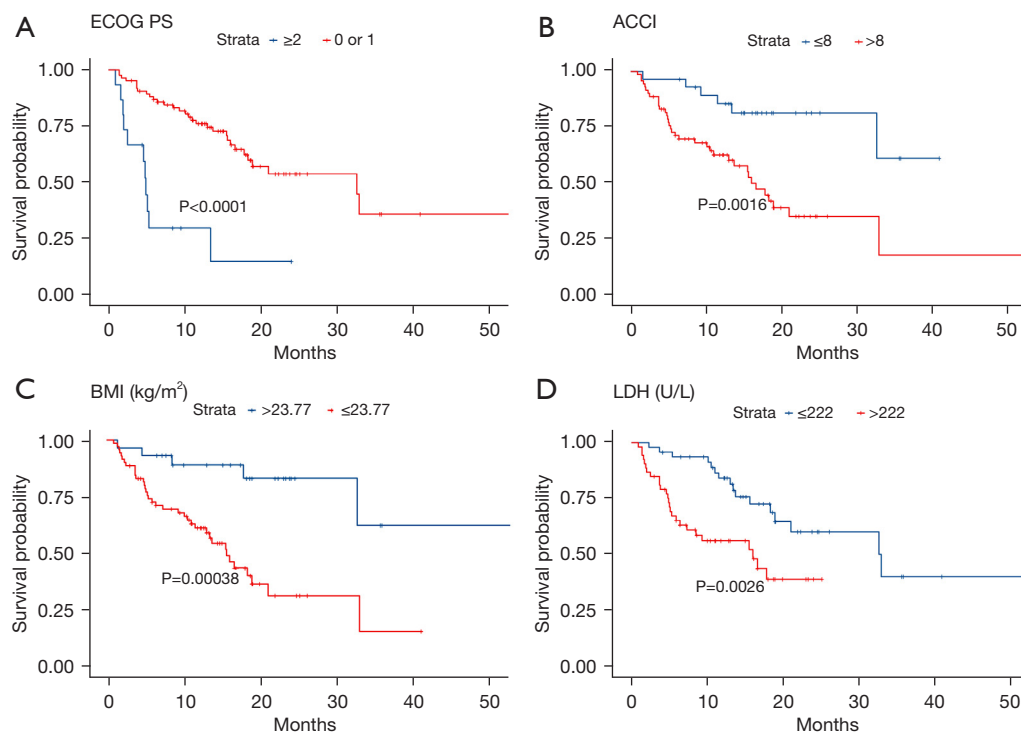 A
ECOG PS
Strata ≥2 0 or 1
Survival probability
1.00
0.75
0.50
0.25
0.00
P<0.0001
0 10 20 30 40 50
Months
B
ACCI
Strata ≤8 >8
Survival probability
1.00
0.75
0.50
0.25
0.00
P=0.0016
0 10 20 30 40 50
Months
C
BMI (kg/m²)
Strata >23.77 ≤23.77
Survival probability
1.00
0.75
0.50
0.25
0.00
P=0.00038
0 10 20 30 40 50
Months
D
LDH (U/L)
Strata ≤222 >222
Survival probability
1.00
0.75
0.50
0.25
0.00
P=0.0026
0 10 20 30 40 50
Months